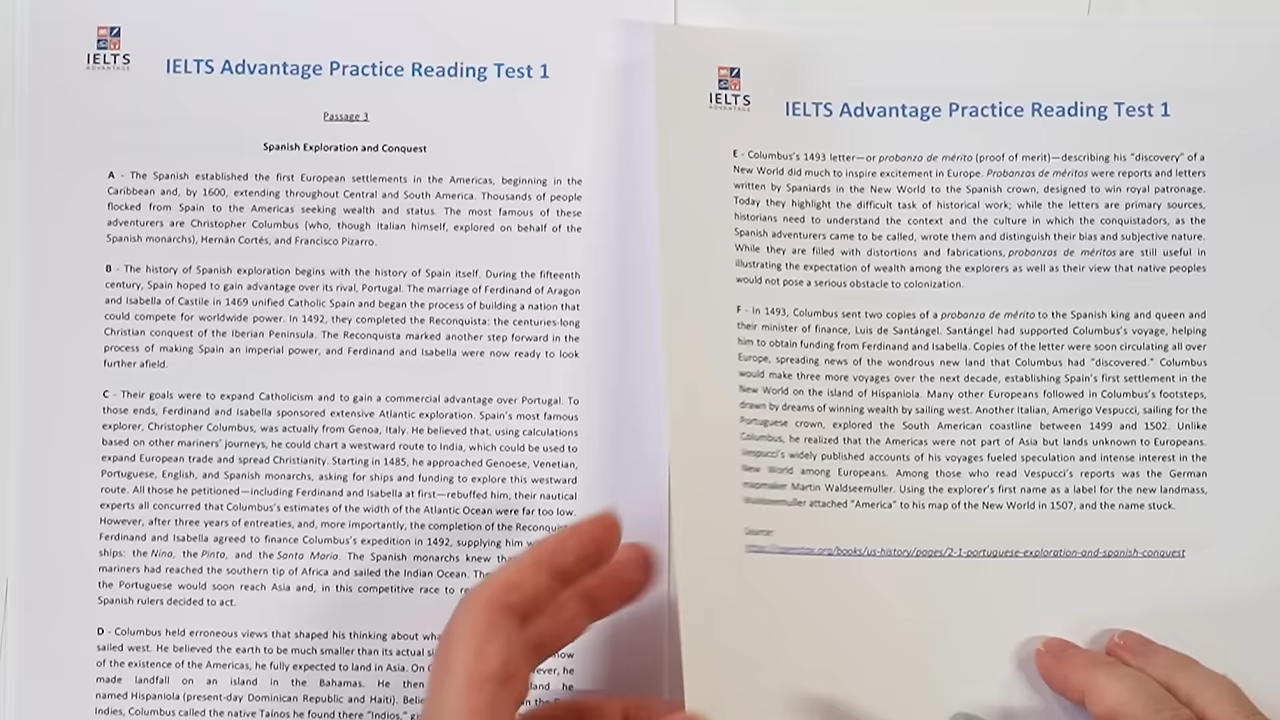 IELTS
ADVANTAGE
IELTS Advantage Practice Reading Test 1
Passage 3
Spanish Exploration and Conquest
A - The Spanish established the first European settlements in the Americas, beginning in the
Caribbean and, by 1600, extending throughout Central and South America. Thousands of people
flocked from Spain to the Americas seeking wealth and status. The most famous of these
adventurers are Christopher Columbus (who, though Italian himself, explored on behalf of the
Spanish monarchs), Hernán Cortés, and Francisco Pizarro.
B - The history of Spanish exploration begins with the history of Spain itself. During the fifteenth
century, Spain hoped to gain advantage over its rival, Portugal. The marriage of Ferdinand of Aragon
and Isabella of Castile in 1469 unified Catholic Spain and began the process of building a nation that
could compete for worldwide power. In 1492, they completed the Reconquista: the centuries-long
Christian conquest of the Iberian Peninsula. The Reconquista marked another step forward in the
process of making Spain an imperial power, and Ferdinand and Isabella were now ready to look
further afield.
C - Their goals were to expand Catholicism and to gain a commercial advantage over Portugal. To
those ends, Ferdinand and Isabella sponsored extensive Atlantic exploration. Spain's most famous
explorer, Christopher Columbus, was actually from Genoa, Italy. He believed that, using calculations
based on other mariners' journeys, he could chart a westward route to India, which could be used to
expand European trade and spread Christianity. Starting in 1485, he approached Genoese, Venetian,
Portuguese, English, and Spanish monarchs, asking for ships and funding to explore this westward
route. All those he petitioned—including Ferdinand and Isabella at first—rebuffed him, their nautical
experts all concurred that Columbus's estimates of the width of the Atlantic Ocean were far too low.
However, after three years of entreaties, and, more importantly, the completion of the
Ferdinand and Isabella agreed to finance Columbus's expedition in 1492, supplying him
ships: the Nina, the Pinta, and the Santa Maria. The Spanish monarchs knew
mariners had reached the southern tip of Africa and sailed the Indian Ocean.
the Portuguese would soon reach Asia and, in this competitive race to
Spanish rulers decided to act.
D - Columbus held erroneous views that shaped his thinking about
sailed west. He believed the earth to be much smaller than its actual
of the existence of the Americas, he fully expected to land in Asia. On he
made landfall on an island in the Bahamas. He then he
named Hispaniola (present-day Dominican Republic and Haiti). the
Indies, Columbus called the native Taínos he found there "Indios,"
IELTS
ADVANTAGE
IELTS Advantage Practice Reading Test 1
E - Columbus's 1493 letter—or probanza de mérito (proof of merit)—describing his "discovery" of a
New World did much to inspire excitement in Europe. Probanzas de méritos were reports and letters
written by Spaniards in the New World to the Spanish crown, designed to win royal patronage.
Today they highlight the difficult task of historical work; while the letters are primary sources,
historians need to understand the context and the culture in which the conquistadors, as the
Spanish adventurers came to be called, wrote them and distinguish their bias and subjective nature.
While they are filled with distortions and fabrications, probanzas de méritos are still useful in
illustrating the expectation of wealth among the explorers as well as their view that native peoples
would not pose a serious obstacle to colonization.
F - In 1493, Columbus sent two copies of a probanza de mérito to the Spanish king and queen and
their minister of finance, Luis de Santángel. Santángel had supported Columbus's voyage, helping
him to obtain funding from Ferdinand and Isabella. Copies of the letter were soon circulating all over
Europe, spreading news of the wondrous new land that Columbus had "discovered." Columbus
would make three more voyages over the next decade, establishing Spain's first settlement in the
New World on the island of Hispaniola. Many other Europeans followed in Columbus's footsteps,
drawn by dreams of winning wealth by sailing west. Another Italian, Amerigo Vespucci, sailing for the
Portuguese crown, explored the South American coastline between 1499 and 1502. Unlike
Columbus, he realized that the Americas were not part of Asia but lands unknown to Europeans.
Vespucci's widely published accounts of his voyages fueled speculation and intense interest in the
New World among Europeans. Among those who read Vespucci's reports was the German
mapmaker Martin Waldseemuller. Using the explorer's first name as a label for the new landmass,
Waldseemuller attached "America" to his map of the New World in 1507, and the name stuck.
Source: